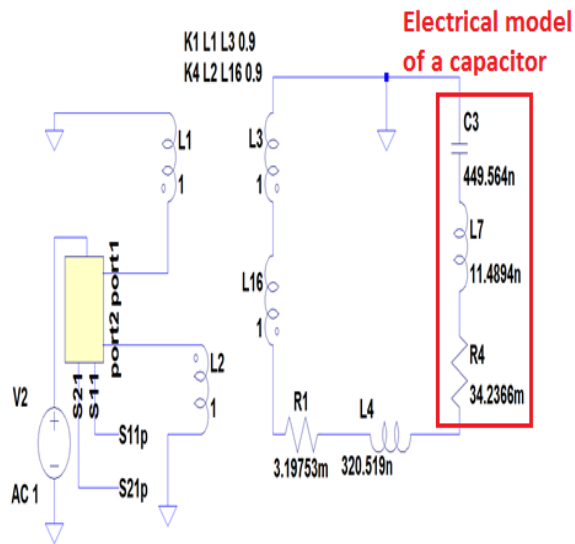 Electrical model
of a capacitor
K1 L1 L3 0.9
K4 L2 L16 0.9
C3
449.564n
L1
1
L3
1
L7
11.4894n
port2 port1
L16
1
S21
S11
L2
1
R4
34.2366m
V2
AC 1
S11p
S21p
R1
3.19753m
L4
320.519n